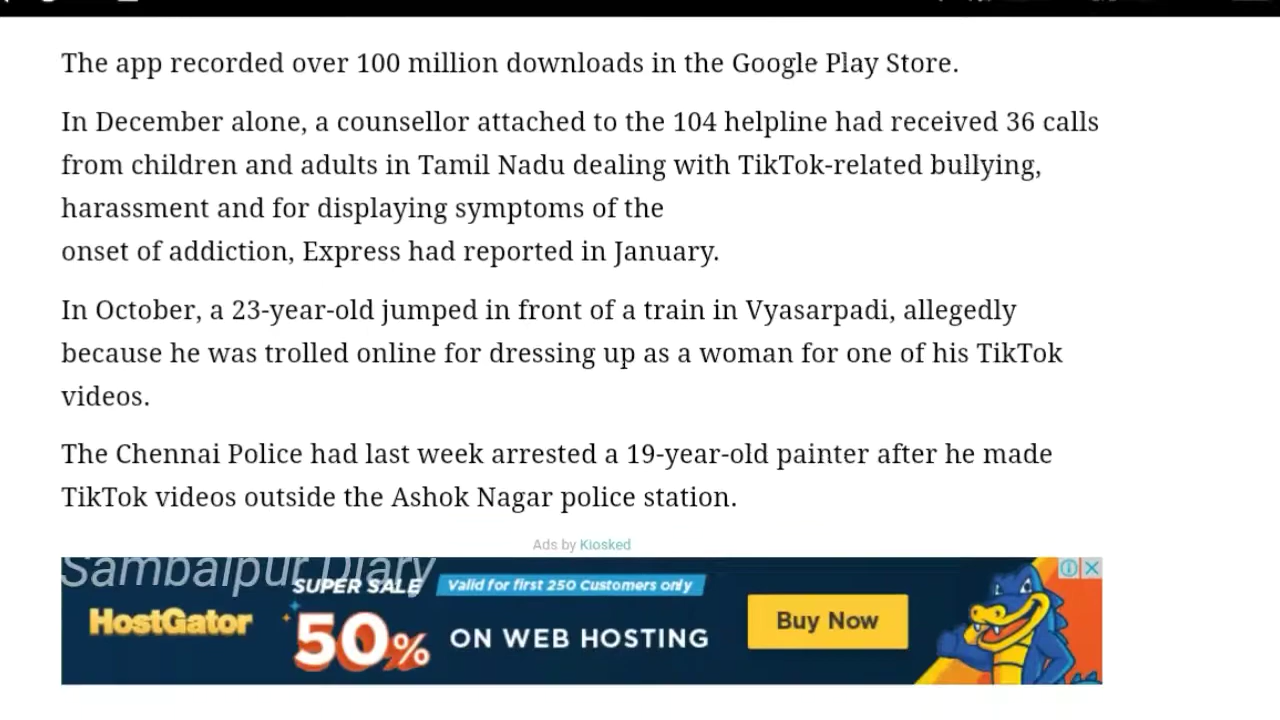 The app recorded over 100 million downloads in the Google Play Store.
In December alone, a counsellor attached to the 104 helpline had received 36 calls
from children and adults in Tamil Nadu dealing with TikTok-related bullying,
harassment and for displaying symptoms of the
onset of addiction, Express had reported in January.
In October, a 23-year-old jumped in front of a train in Vyasarpadi, allegedly
because he was trolled online for dressing up as a woman for one of his TikTok
videos.
The Chennai Police had last week arrested a 19-year-old painter after he made
TikTok videos outside the Ashok Nagar police station.
Ads by Kiosked
Sambalpur Diary
SUPER SALE Valid for first 250 Customers only
HostGator 50% ON WEB HOSTING Buy Now